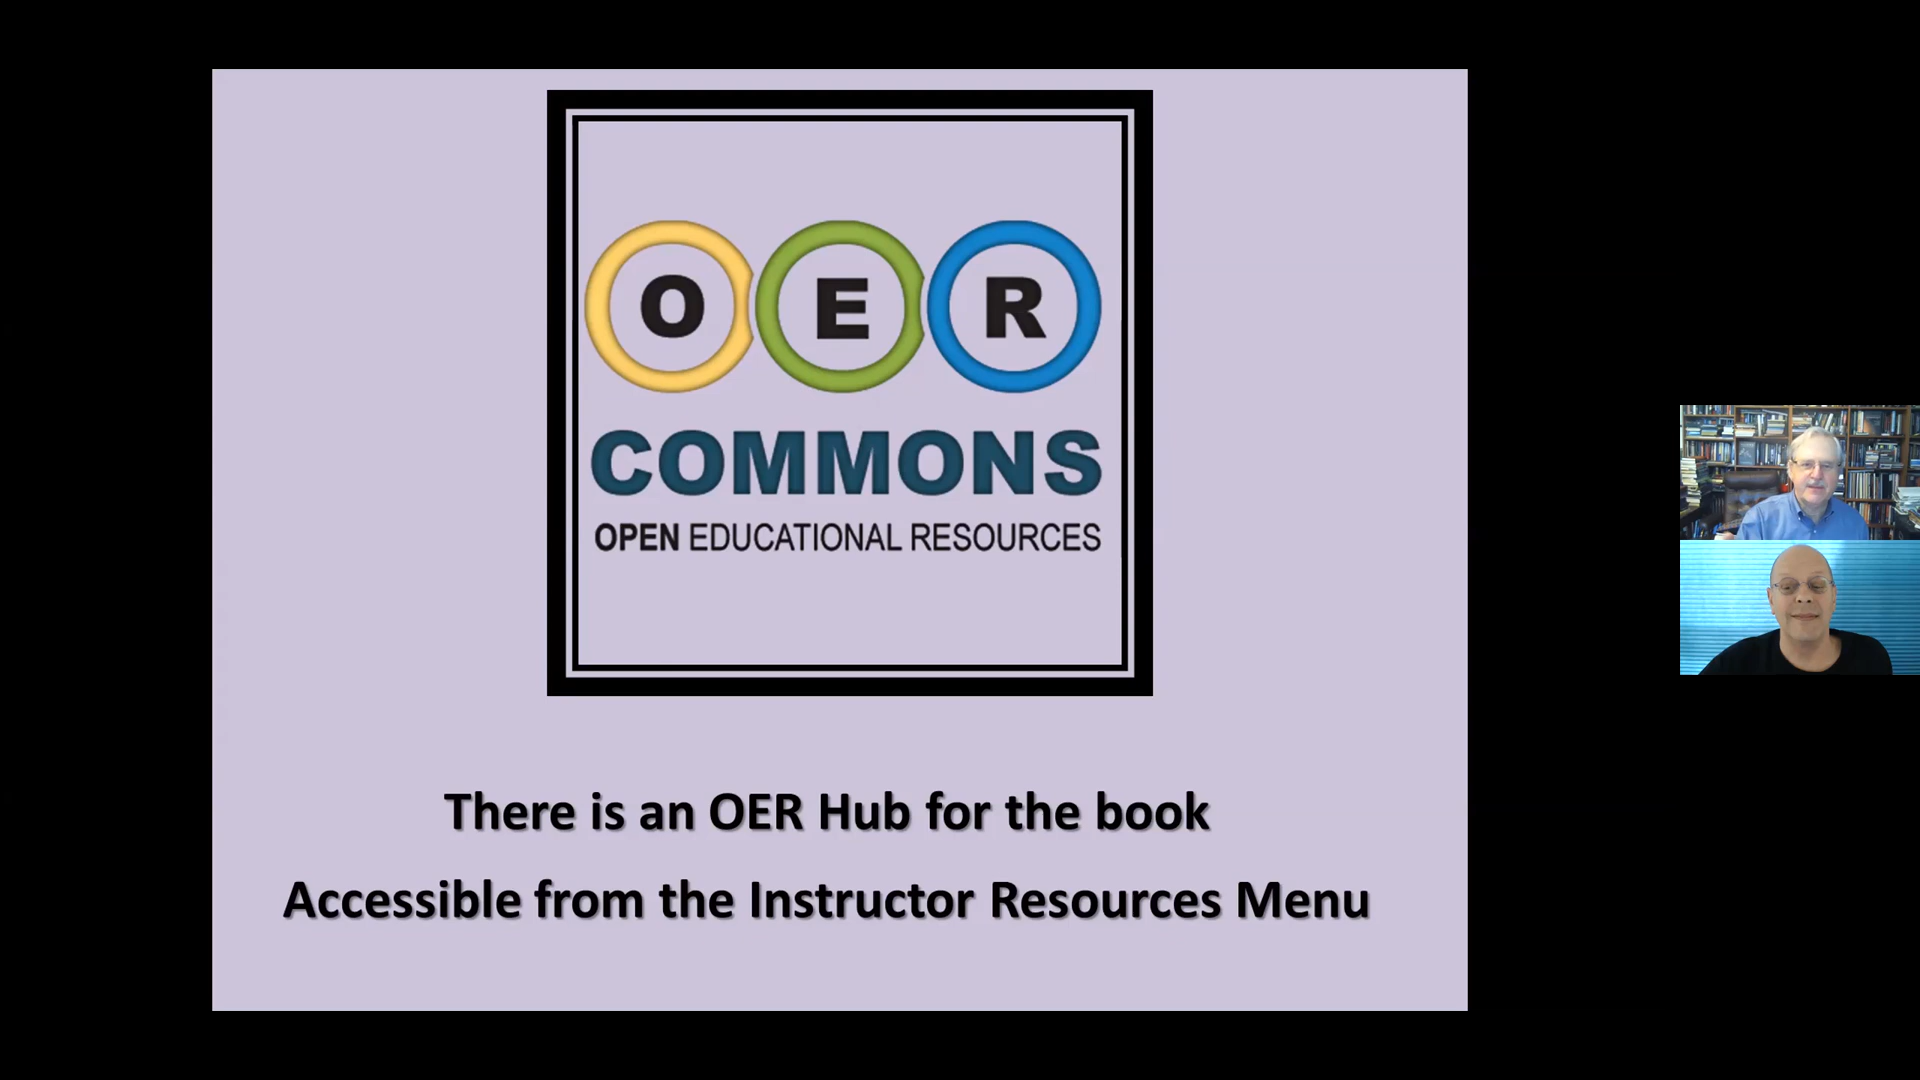 O E R
COMMONS
OPEN EDUCATIONAL RESOURCES
There is an OER Hub for the book
Accessible from the Instructor Resources Menu